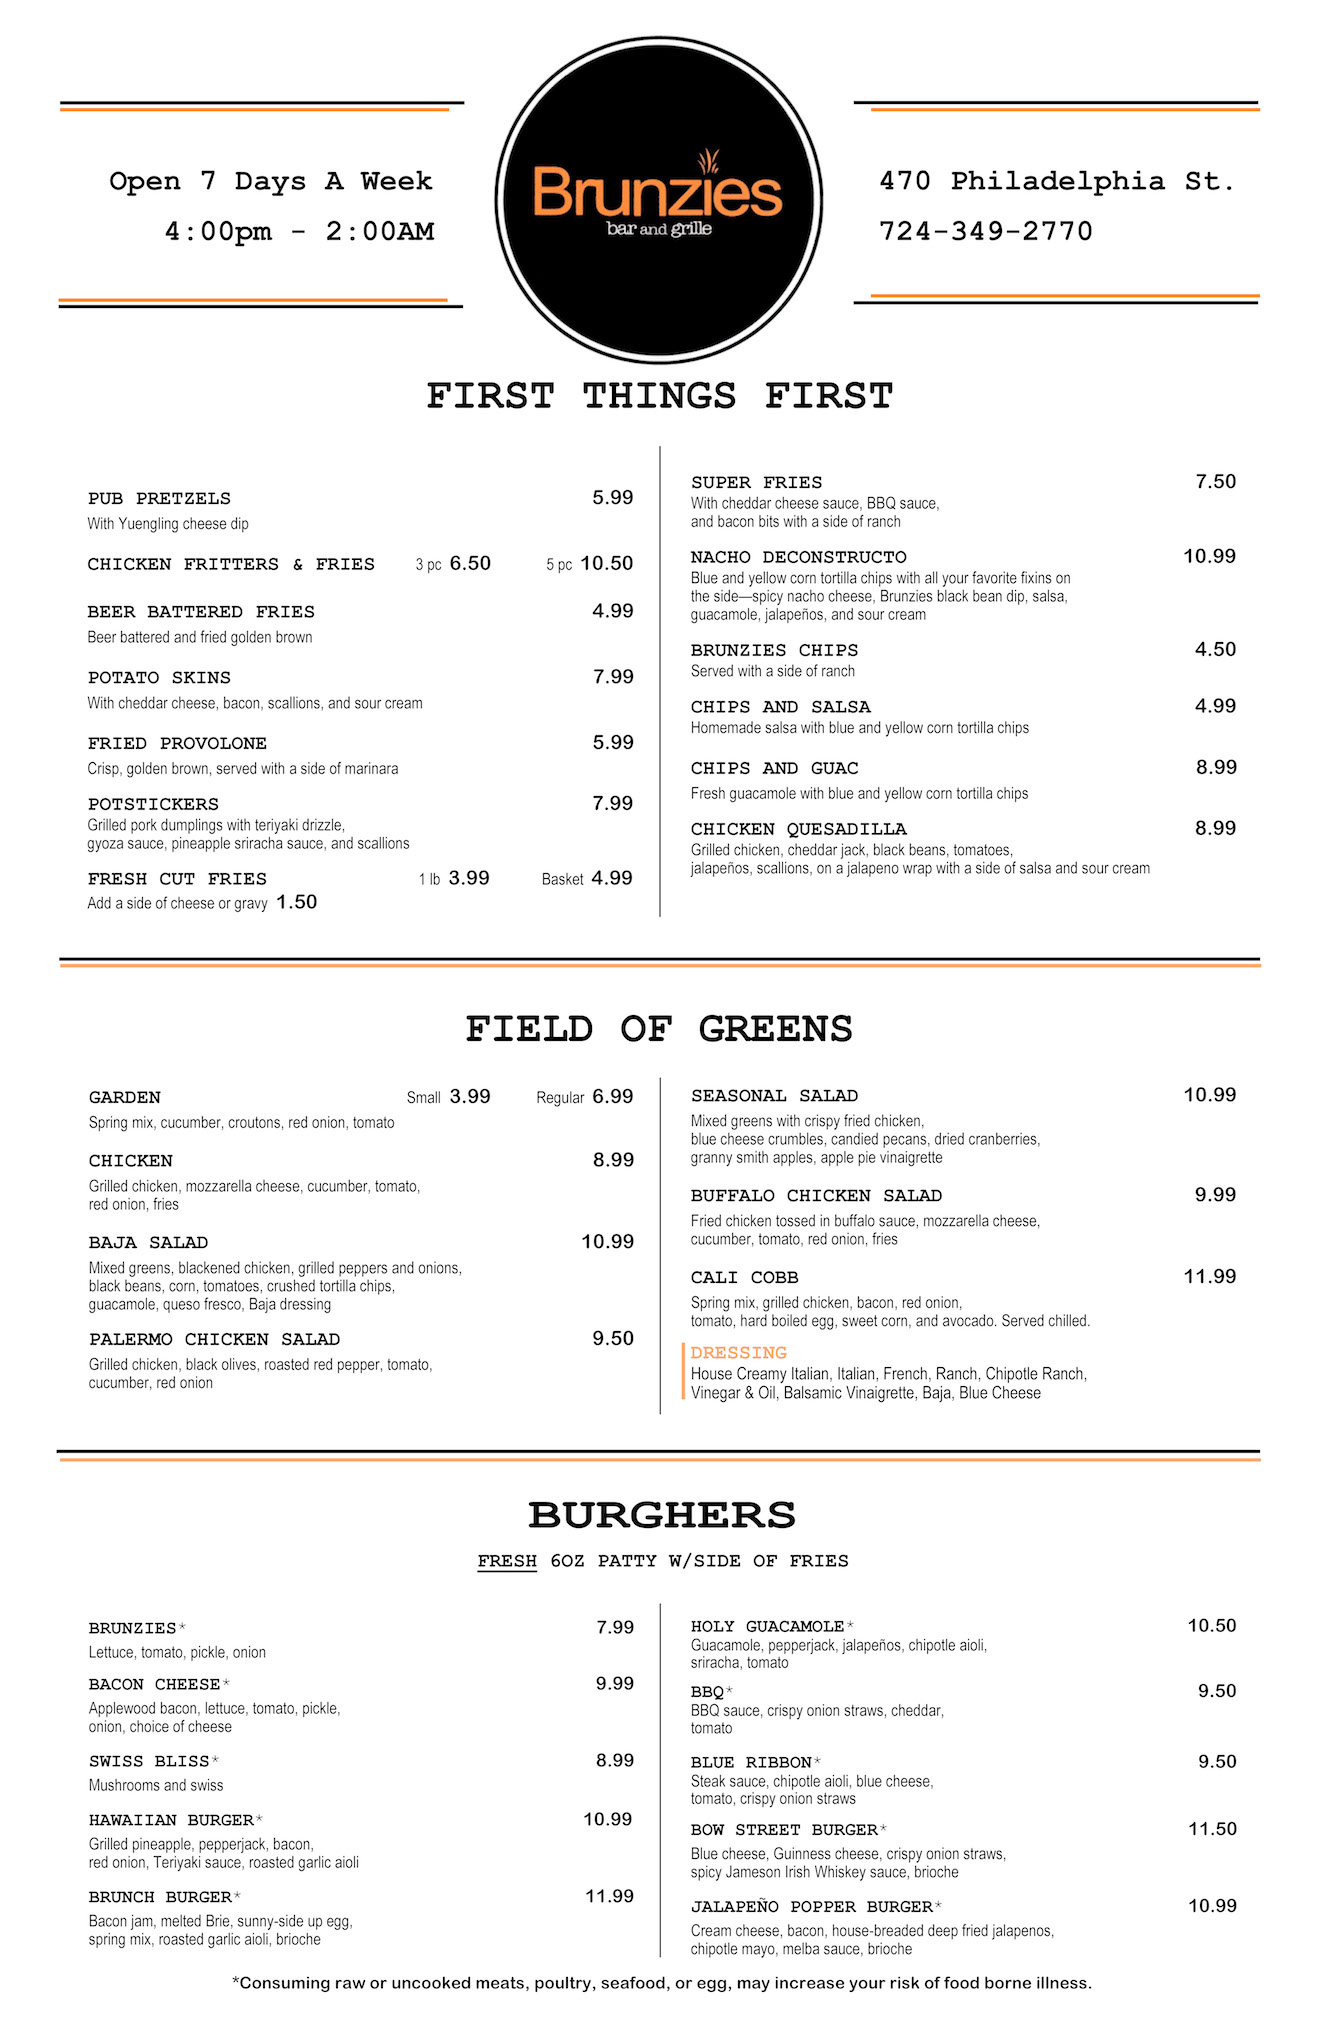 Open 7 Days A Week
4:00pm - 2:00AM
Brunzies
bar and grille
470 Philadelphia St.
724-349-2770
FIRST THINGS FIRST
PUB PRETZELS 5.99
With Yuengling cheese dip
CHICKEN FRITTERS & FRIES 3 pc 6.50 5 pc 10.50
BEER BATTERED FRIES 4.99
Beer battered and fried golden brown
POTATO SKINS 7.99
With cheddar cheese, bacon, scallions, and sour cream
FRIED PROVOLONE 5.99
Crisp, golden brown, served with a side of marinara
POTSTICKERS 7.99
Grilled pork dumplings with teriyaki drizzle,
gyoza sauce, pineapple sriracha sauce, and scallions
FRESH CUT FRIES 1 lb 3.99 Basket 4.99
Add a side of cheese or gravy 1.50
SUPER FRIES 7.50
With cheddar cheese sauce, BBQ sauce,
and bacon bits with a side of ranch
NACHO DECONSTRUCTO 10.99
Blue and yellow corn tortilla chips with all your favorite fixins on
the side—spicy nacho cheese, Brunzies black bean dip, salsa,
guacamole, jalapeños, and sour cream
BRUNZIES CHIPS 4.50
Served with a side of ranch
CHIPS AND SALSA 4.99
Homemade salsa with blue and yellow corn tortilla chips
CHIPS AND GUAC 8.99
Fresh guacamole with blue and yellow corn tortilla chips
CHICKEN QUESADILLA 8.99
Grilled chicken, cheddar jack, black beans, tomatoes,
jalapeños, scallions, on a jalapeno wrap with a side of salsa and sour cream
FIELD OF GREENS
GARDEN Small 3.99 Regular 6.99
Spring mix, cucumber, croutons, red onion, tomato
CHICKEN 8.99
Grilled chicken, mozzarella cheese, cucumber, tomato,
red onion, fries
BAJA SALAD 10.99
Mixed greens, blackened chicken, grilled peppers and onions,
black beans, corn, tomatoes, crushed tortilla chips,
guacamole, queso fresco, Baja dressing
PALERMO CHICKEN SALAD 9.50
Grilled chicken, black olives, roasted red pepper, tomato,
cucumber, red onion
SEASONAL SALAD 10.99
Mixed greens with crispy fried chicken,
blue cheese crumbles, candied pecans, dried cranberries,
granny smith apples, apple pie vinaigrette
BUFFALO CHICKEN SALAD 9.99
Fried chicken tossed in buffalo sauce, mozzarella cheese,
cucumber, tomato, red onion, fries
CALI COBB 11.99
Spring mix, grilled chicken, bacon, red onion,
tomato, hard boiled egg, sweet corn, and avocado. Served chilled.
DRESSING
House Creamy Italian, Italian, French, Ranch, Chipotle Ranch,
Vinegar & Oil, Balsamic Vinaigrette, Baja, Blue Cheese
BURGHERS
FRESH 6OZ PATTY W/SIDE OF FRIES
BRUNZIES* 7.99
Lettuce, tomato, pickle, onion
BACON CHEESE* 9.99
Applewood bacon, lettuce, tomato, pickle,
onion, choice of cheese
SWISS BLISS* 8.99
Mushrooms and swiss
HAWAIIAN BURGER* 10.99
Grilled pineapple, pepperjack, bacon,
red onion, Teriyaki sauce, roasted garlic aioli
BRUNCH BURGER* 11.99
Bacon jam, melted Brie, sunny-side up egg,
spring mix, roasted garlic aioli, brioche
HOLY GUACAMOLE* 10.50
Guacamole, pepperjack, jalapeños, chipotle aioli,
sriracha, tomato
BBQ* 9.50
BBQ sauce, crispy onion straws, cheddar,
tomato
BLUE RIBBON* 9.50
Steak sauce, chipotle aioli, blue cheese,
tomato, crispy onion straws
BOW STREET BURGER* 11.50
Blue cheese, Guinness cheese, crispy onion straws,
spicy Jameson Irish Whiskey sauce, brioche
JALAPEÑO POPPER BURGER* 10.99
Cream cheese, bacon, house-breaded deep fried jalapenos,
chipotle mayo, melba sauce, brioche
*Consuming raw or uncooked meats, poultry, seafood, or egg, may increase your risk of food borne illness.